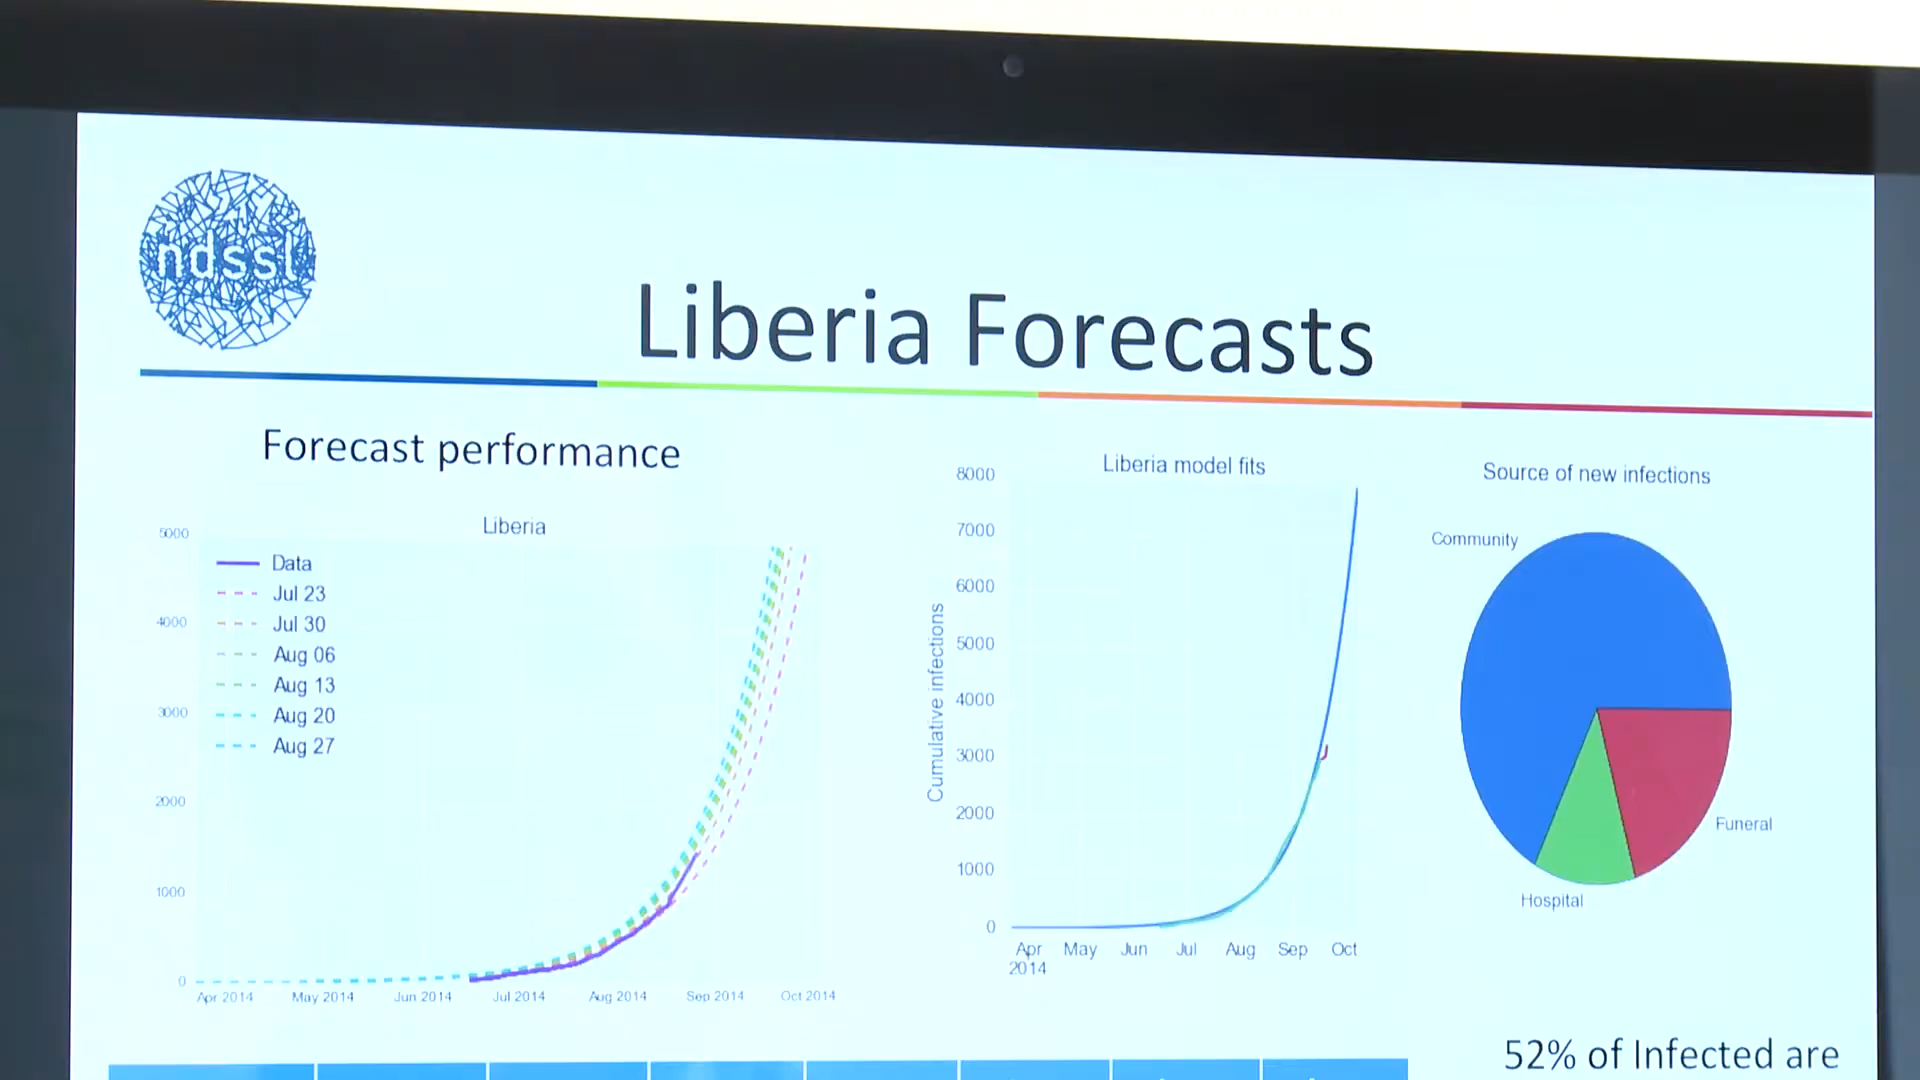 ndssl
Liberia Forecasts
Forecast performance
Liberia
5000
4000
3000
2000
1000
0
Data
Jul 23
Jul 30
Aug 06
Aug 13
Aug 20
Aug 27
Apr 2014
May 2014
Jun 2014
Jul 2014
Aug 2014
Sep 2014
Oct 2014
Liberia model fits
Cumulative infections
8000
7000
6000
5000
4000
3000
2000
1000
0
Apr
May
Jun
Jul
Aug
Sep
Oct
2014
Source of new infections
Community
Funeral
Hospital
52% of Infected are